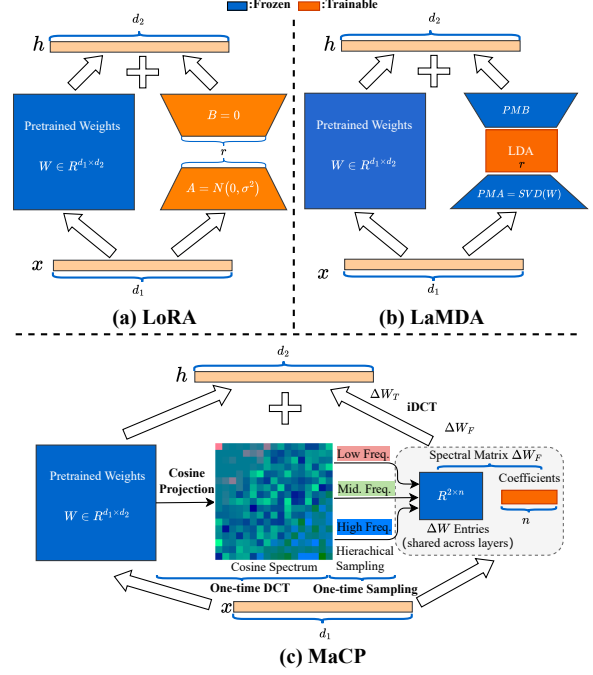 :Frozen :Trainable
d₂
h
Pretrained Weights
W ∈ R^{d₁×d₂}
B = 0
r
A = N(0, σ²)
x
d₁
(a) LoRA
d₂
h
Pretrained Weights
W ∈ R^{d₁×d₂}
PMB
LDA
r
PMA = SVD(W)
x
d₁
(b) LaMDA
d₂
h
ΔW_T
iDCT
ΔW_F
Pretrained Weights
W ∈ R^{d₁×d₂}
Cosine
Projection
Low Freq.
Mid. Freq.
High Freq.
Hierachical
Sampling
Cosine Spectrum
Spectral Matrix ΔW_F
Coefficients
R^{2×n}
n
ΔW Entries
(shared across layers)
One-time DCT
One-time Sampling
x
d₁
(c) MaCP